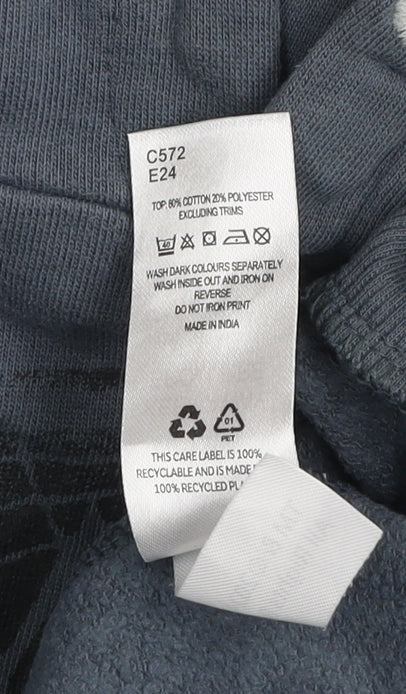 C572
E24
TOP: 80% COTTON 20% POLYESTER
EXCLUDING TRIMS
40
WASH DARK COLOURS SEPARATELY
WASH INSIDE OUT AND IRON ON
REVERSE
DO NOT IRON PRINT
MADE IN INDIA
01
PET
THIS CARE LABEL IS 100%
RECYCLABLE AND IS MADE
100% RECYCLED